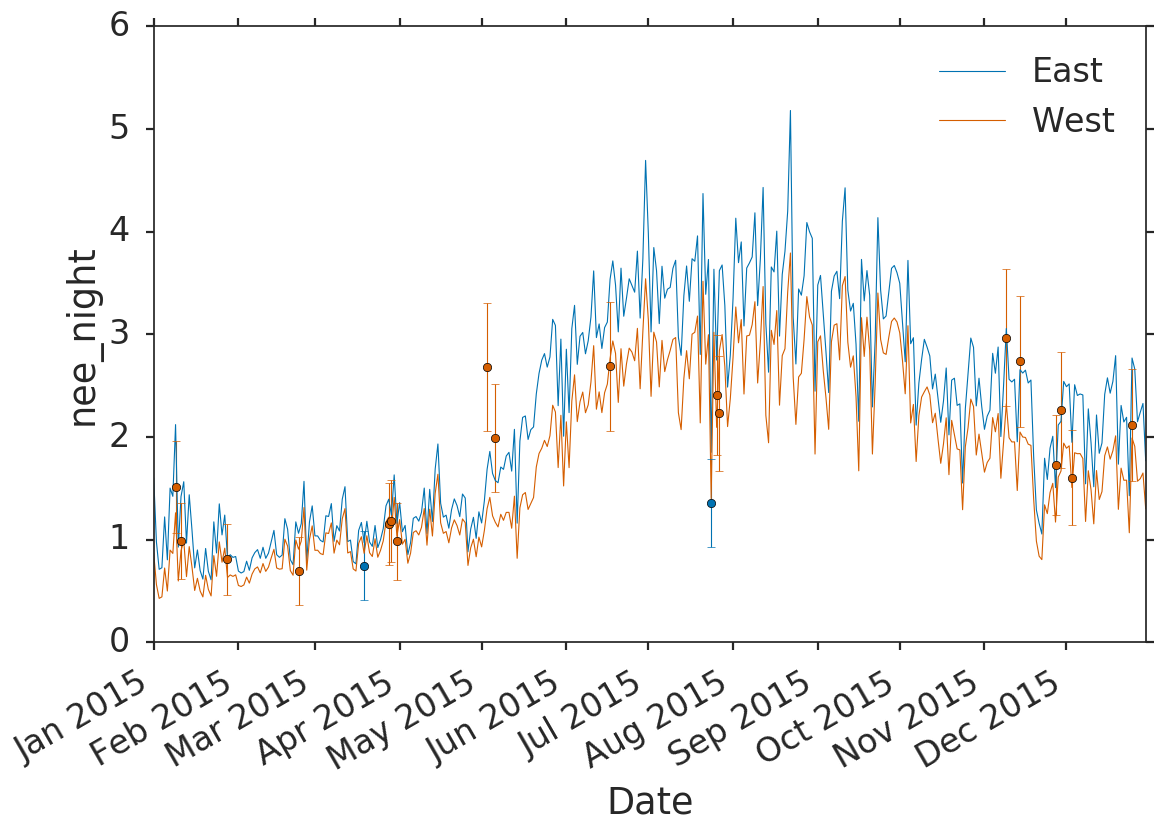 6
5
4
3
2
1
0
nee_night
East
West
Jan 2015
Feb 2015
Mar 2015
Apr 2015
May 2015
Jun 2015
Jul 2015
Aug 2015
Sep 2015
Oct 2015
Nov 2015
Dec 2015
Date